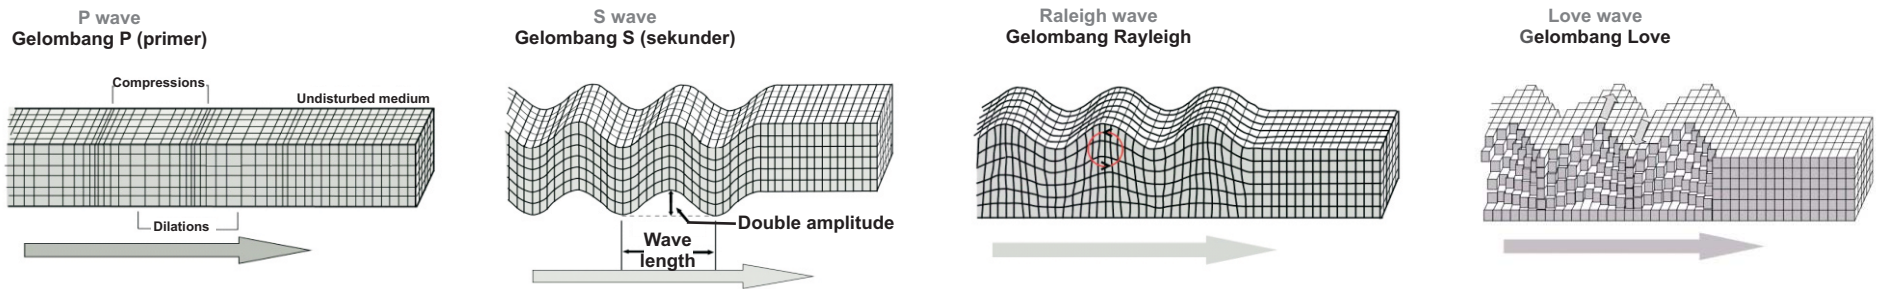 P wave
Gelombang P (primer)
Compressions
Undisturbed medium
Dilations
S wave
Gelombang S (sekunder)
Double amplitude
Wave
length
Raleigh wave
Gelombang Rayleigh
Love wave
Gelombang Love